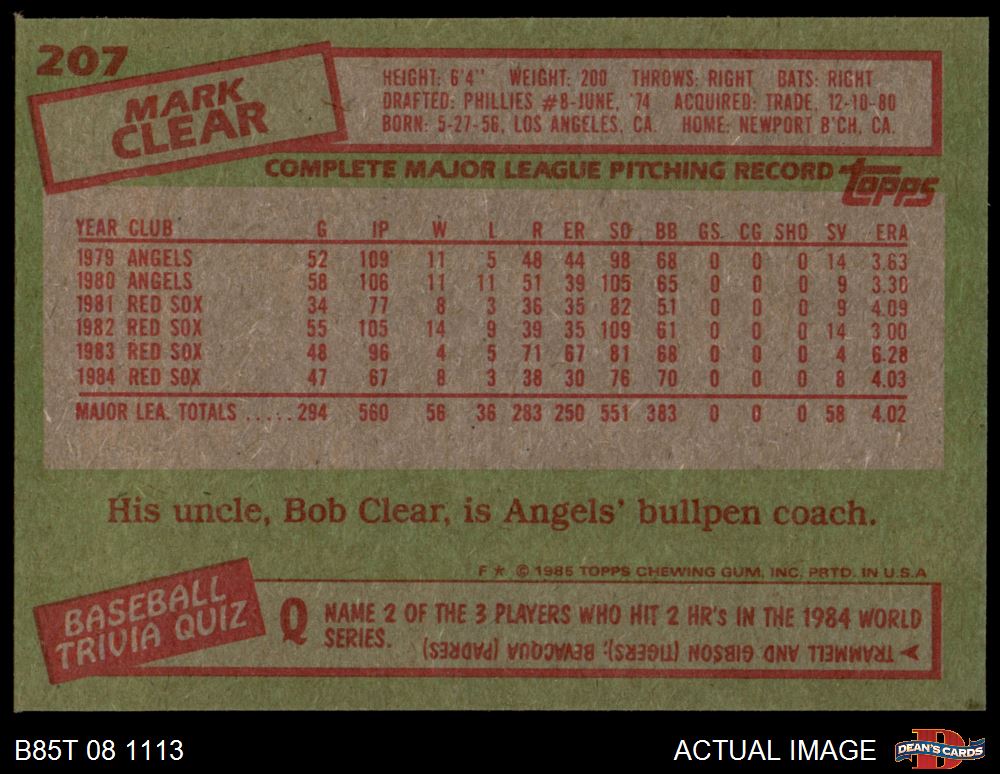 207
MARK
CLEAR
HEIGHT: 6'4" WEIGHT: 200 THROWS: RIGHT BATS: RIGHT
DRAFTED: PHILLIES #8-JUNE, '74 ACQUIRED: TRADE, 12-10-80
BORN: 5-27-56, LOS ANGELES, CA. HOME: NEWPORT B'CH, CA.
COMPLETE MAJOR LEAGUE PITCHING RECORD topps
YEAR CLUB G IP W L R ER SO BB GS. CG SHO SV ERA
1979 ANGELS 52 109 11 5 48 44 98 68 0 0 0 14 3.63
1980 ANGELS 58 106 11 11 51 39 105 65 0 0 0 9 3.30
1981 RED SOX 34 77 8 3 36 35 82 51 0 0 0 9 4.09
1982 RED SOX 55 105 14 9 39 35 109 61 0 0 0 14 3.00
1983 RED SOX 48 96 4 5 71 67 81 68 0 0 0 4 6.28
1984 RED SOX 47 67 8 3 38 30 76 70 0 0 0 8 4.03
MAJOR LEA. TOTALS ..... 294 560 56 36 283 250 551 383 0 0 0 58 4.02
His uncle, Bob Clear, is Angels' bullpen coach.
F * © 1985 TOPPS CHEWING GUM, INC. PRTD. IN U.S.A
BASEBALL
TRIVIA QUIZ
Q NAME 2 OF THE 3 PLAYERS WHO HIT 2 HR's IN THE 1984 WORLD
SERIES.
TRAMMELL AND GIBSON (TIGERS); BEVACQUA (PADRES)
B85T 08 1113
ACTUAL IMAGE
DEAN'S CARDS